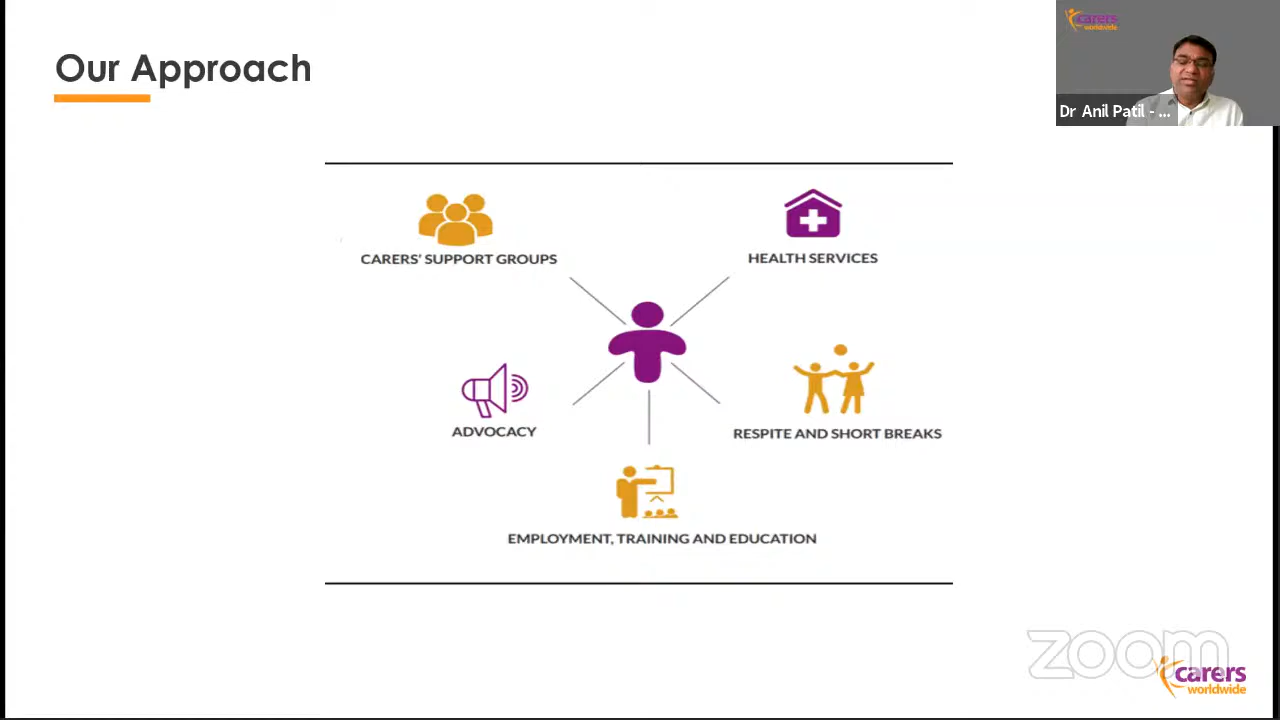 Our Approach
carers
worldwide
Dr Anil Patil - ...
CARERS' SUPPORT GROUPS
HEALTH SERVICES
ADVOCACY
RESPITE AND SHORT BREAKS
EMPLOYMENT, TRAINING AND EDUCATION
zoom
carers
worldwide